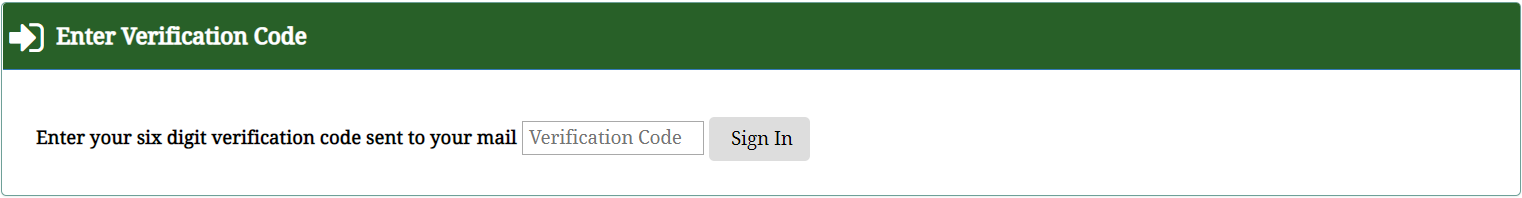 Enter Verification Code
Enter your six digit verification code sent to your mail Verification Code Sign In